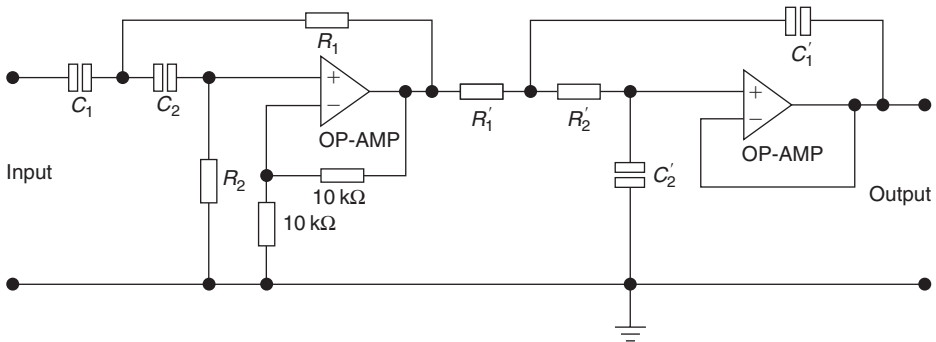 R₁
C₁′
+
−
C₁
C₂
R₁′
R₂′
+
−
OP-AMP
OP-AMP
Input
R₂
C₂′
10 kΩ
Output
10 kΩ